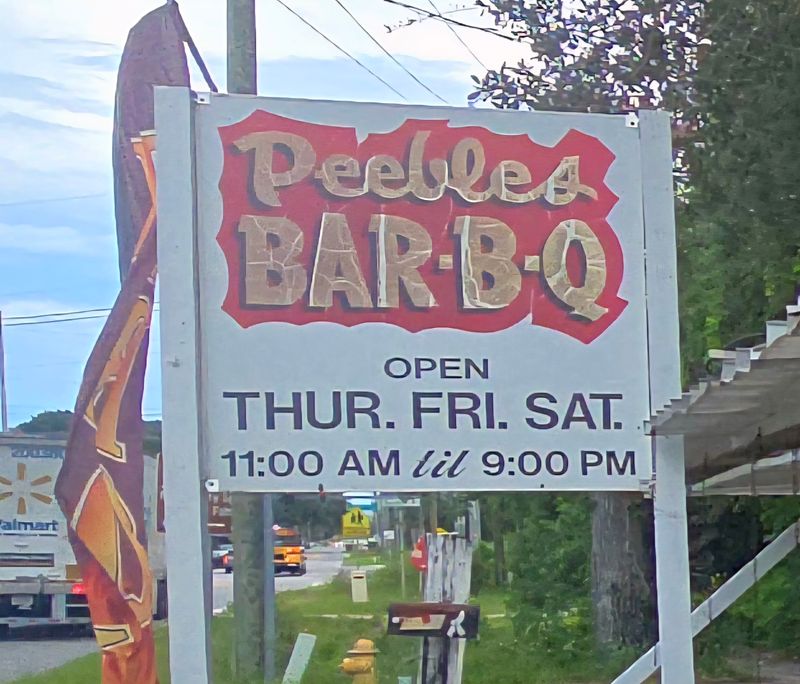 Peebles
BAR-B-Q
OPEN
THUR. FRI. SAT.
11:00 AM til 9:00 PM
Walmart